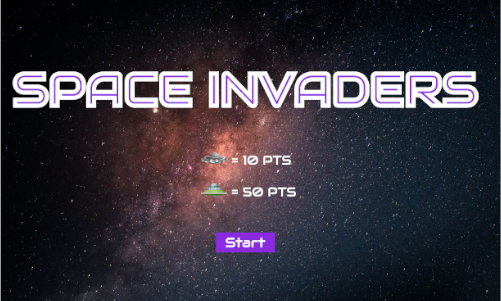 SPACE INVADERS
= 10 PTS
= 50 PTS
Start